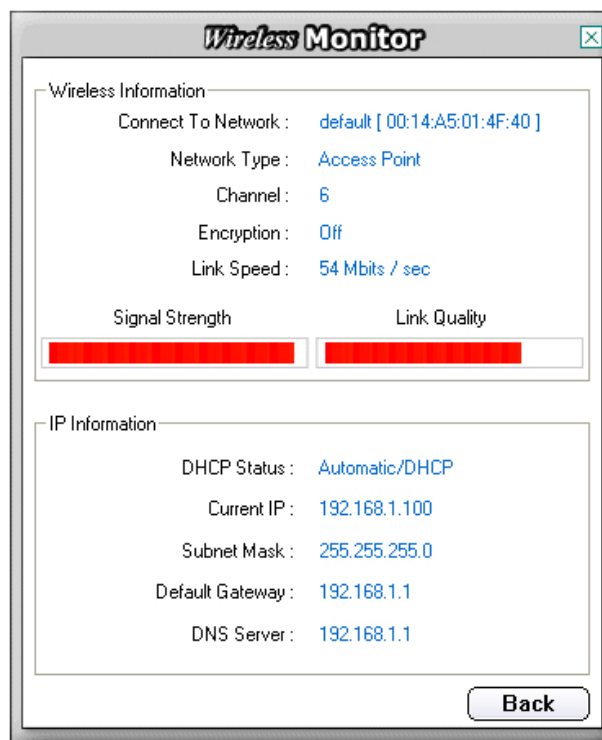 Wireless Monitor
Wireless Information
Connect To Network : default [ 00:14:A5:01:4F:40 ]
Network Type : Access Point
Channel : 6
Encryption : Off
Link Speed : 54 Mbits / sec
Signal Strength Link Quality
IP Information
DHCP Status : Automatic/DHCP
Current IP : 192.168.1.100
Subnet Mask : 255.255.255.0
Default Gateway : 192.168.1.1
DNS Server : 192.168.1.1
Back